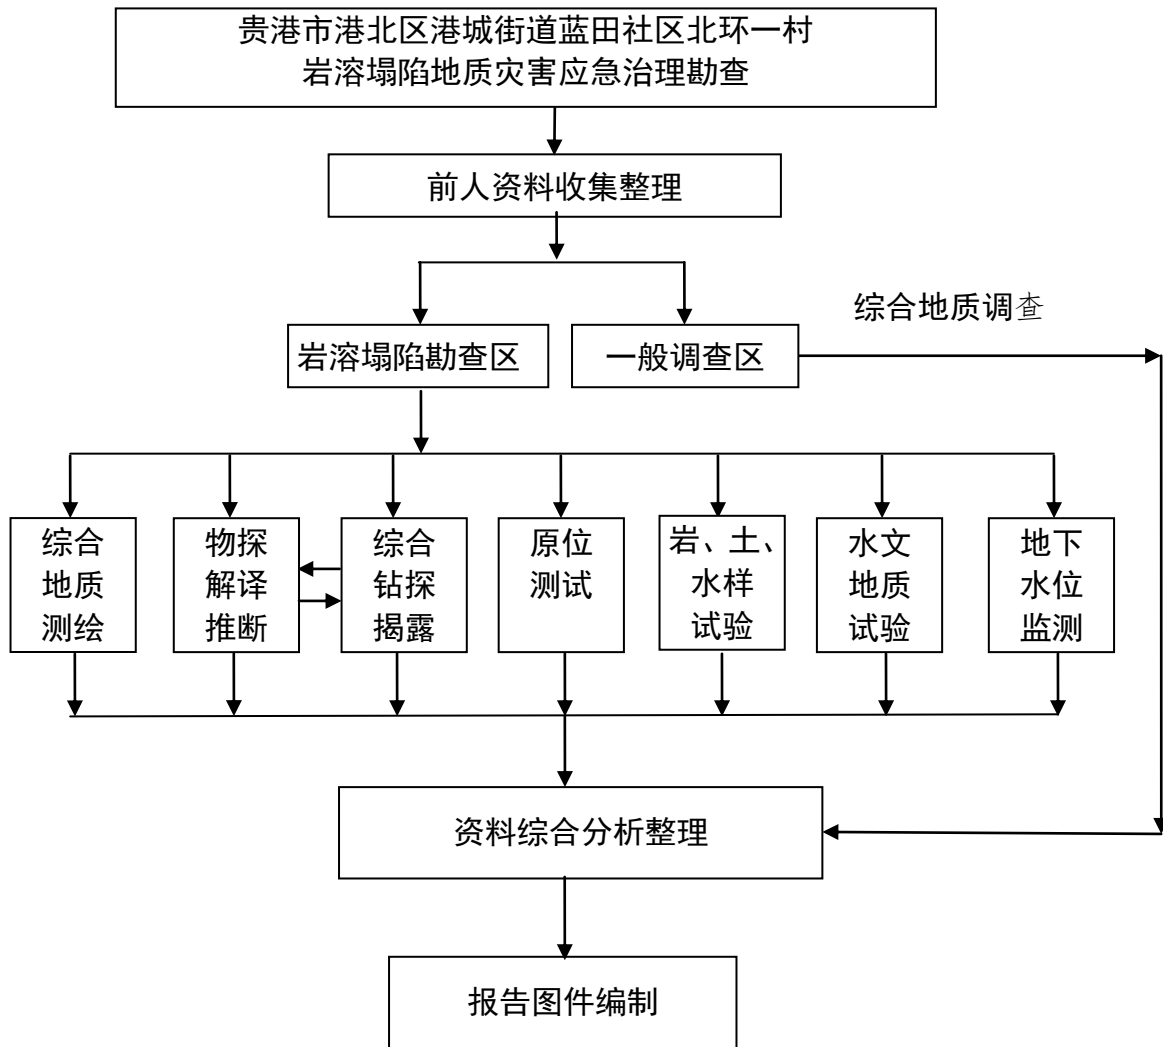 贵港市港北区港城街道蓝田社区北环一村
岩溶塌陷地质灾害应急治理勘查
前人资料收集整理
综合地质调查
岩溶塌陷勘查区
一般调查区
综合
地质
测绘
物探
解译
推断
综合
钻探
揭露
原位
测试
岩、土、
水样
试验
水文
地质
试验
地下
水位
监测
资料综合分析整理
报告图件编制